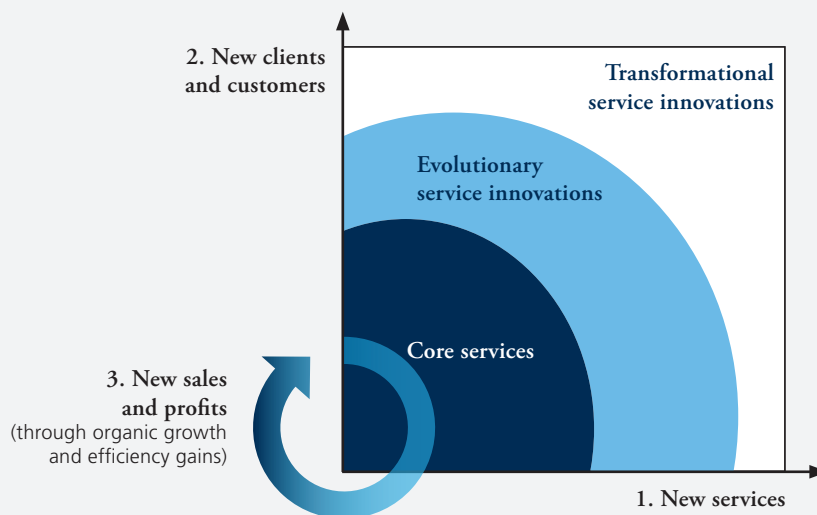 2. New clients
and customers
Transformational
service innovations
Evolutionary
service innovations
Core services
3. New sales
and profits
(through organic growth
and efficiency gains)
1. New services